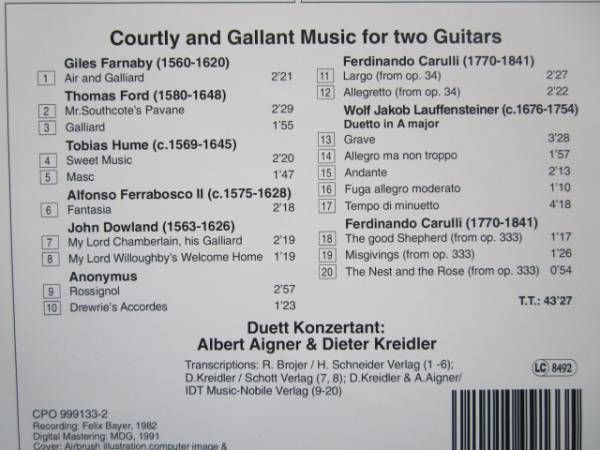 Courtly and Gallant Music for two Guitars
Giles Farnaby (1560-1620)
1 Air and Galliard 2'21
Thomas Ford (1580-1648)
2 Mr.Southcote's Pavane 2'29
3 Galliard 1'55
Tobias Hume (c.1569-1645)
4 Sweet Music 2'20
5 Masc 1'47
Alfonso Ferrabosco II (c.1575-1628)
6 Fantasia 2'18
John Dowland (1563-1626)
7 My Lord Chamberlain, his Galliard 2'19
8 My Lord Willoughby's Welcome Home 1'19
Anonymus
9 Rossignol 2'57
10 Drewrie's Accordes 1'23
Ferdinando Carulli (1770-1841)
11 Largo (from op. 34) 2'27
12 Allegretto (from op. 34) 2'22
Wolf Jakob Lauffensteiner (c.1676-1754)
Duetto in A major
13 Grave 3'28
14 Allegro ma non troppo 1'57
15 Andante 2'13
16 Fuga allegro moderato 1'10
17 Tempo di minuetto 4'18
Ferdinando Carulli (1770-1841)
18 The good Shepherd (from op. 333) 1'17
19 Misgivings (from op. 333) 1'26
20 The Nest and the Rose (from op. 333) 0'54
T.T.: 43'27
Duett Konzertant:
Albert Aigner & Dieter Kreidler
Transcriptions: R. Brojer / H. Schneider Verlag (1 -6);
D.Kreidler / Schott Verlag (7, 8); D.Kreidler & A.Aigner/
IDT Music-Nobile Verlag (9-20)
LC 8492
CPO 999133-2
Recording: Felix Bayer, 1982
Digital Mastering: MDG, 1991
Cover: Airbrush illustration,computer image &